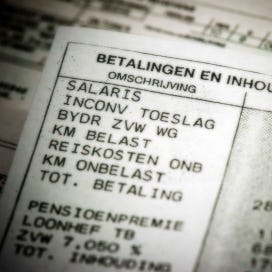 BETALINGEN EN INHOU
OMSCHRIJVING
SALARIS
INCONV TOESLAG
BYDR ZVW WG
KM BELAST
REISKOSTEN ONB
KM ONBELAST
TOT. BETALING
PENSIOENPREMIE
LOONHEF TB
ZVW 7,050 %
TOT. INHOUDING